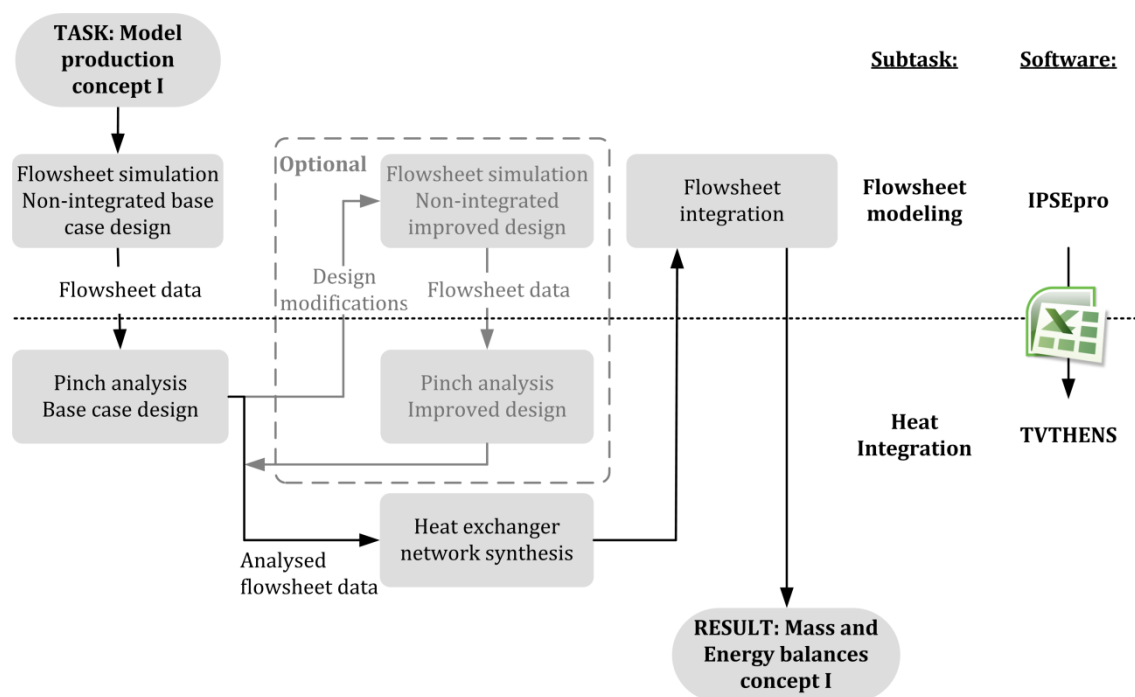 TASK: Model
production
concept I
Subtask:
Software:
Flowsheet simulation
Non-integrated base
case design
Optional
Flowsheet simulation
Non-integrated
improved design
Flowsheet
integration
Flowsheet
modeling
IPSEpro
Flowsheet data
Design
modifications
Flowsheet data
X
Pinch analysis
Base case design
Pinch analysis
Improved design
Heat
Integration
TVTHENS
Heat exchanger
network synthesis
Analysed
flowsheet data
RESULT: Mass and
Energy balances
concept I